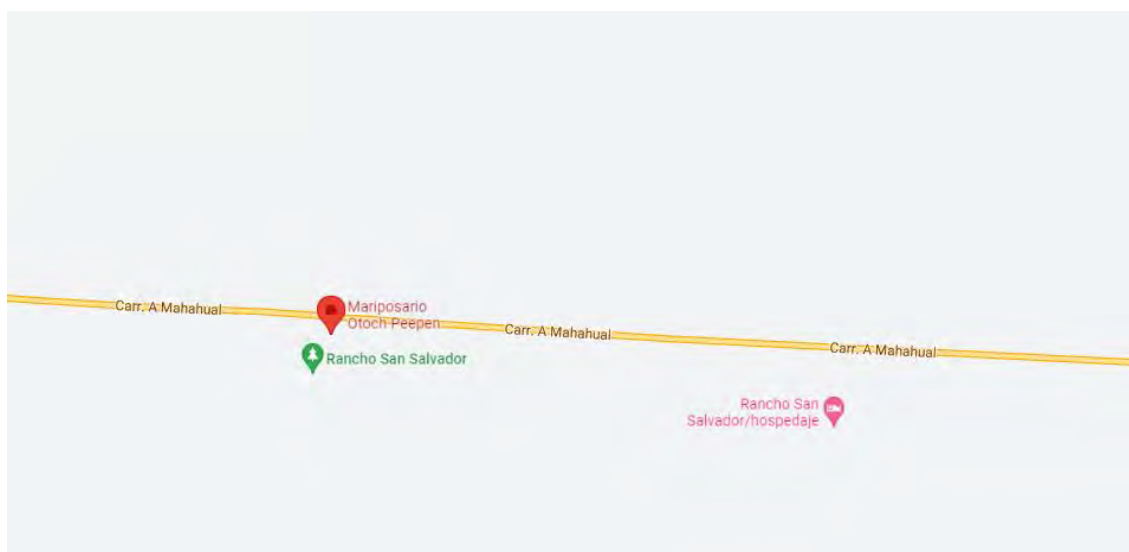 Carr. A Mahahual
Mariposario
Otoch Peepen
Carr. A Mahahual
Carr. A Mahahual
Rancho San Salvador
Rancho San
Salvador/hospedaje